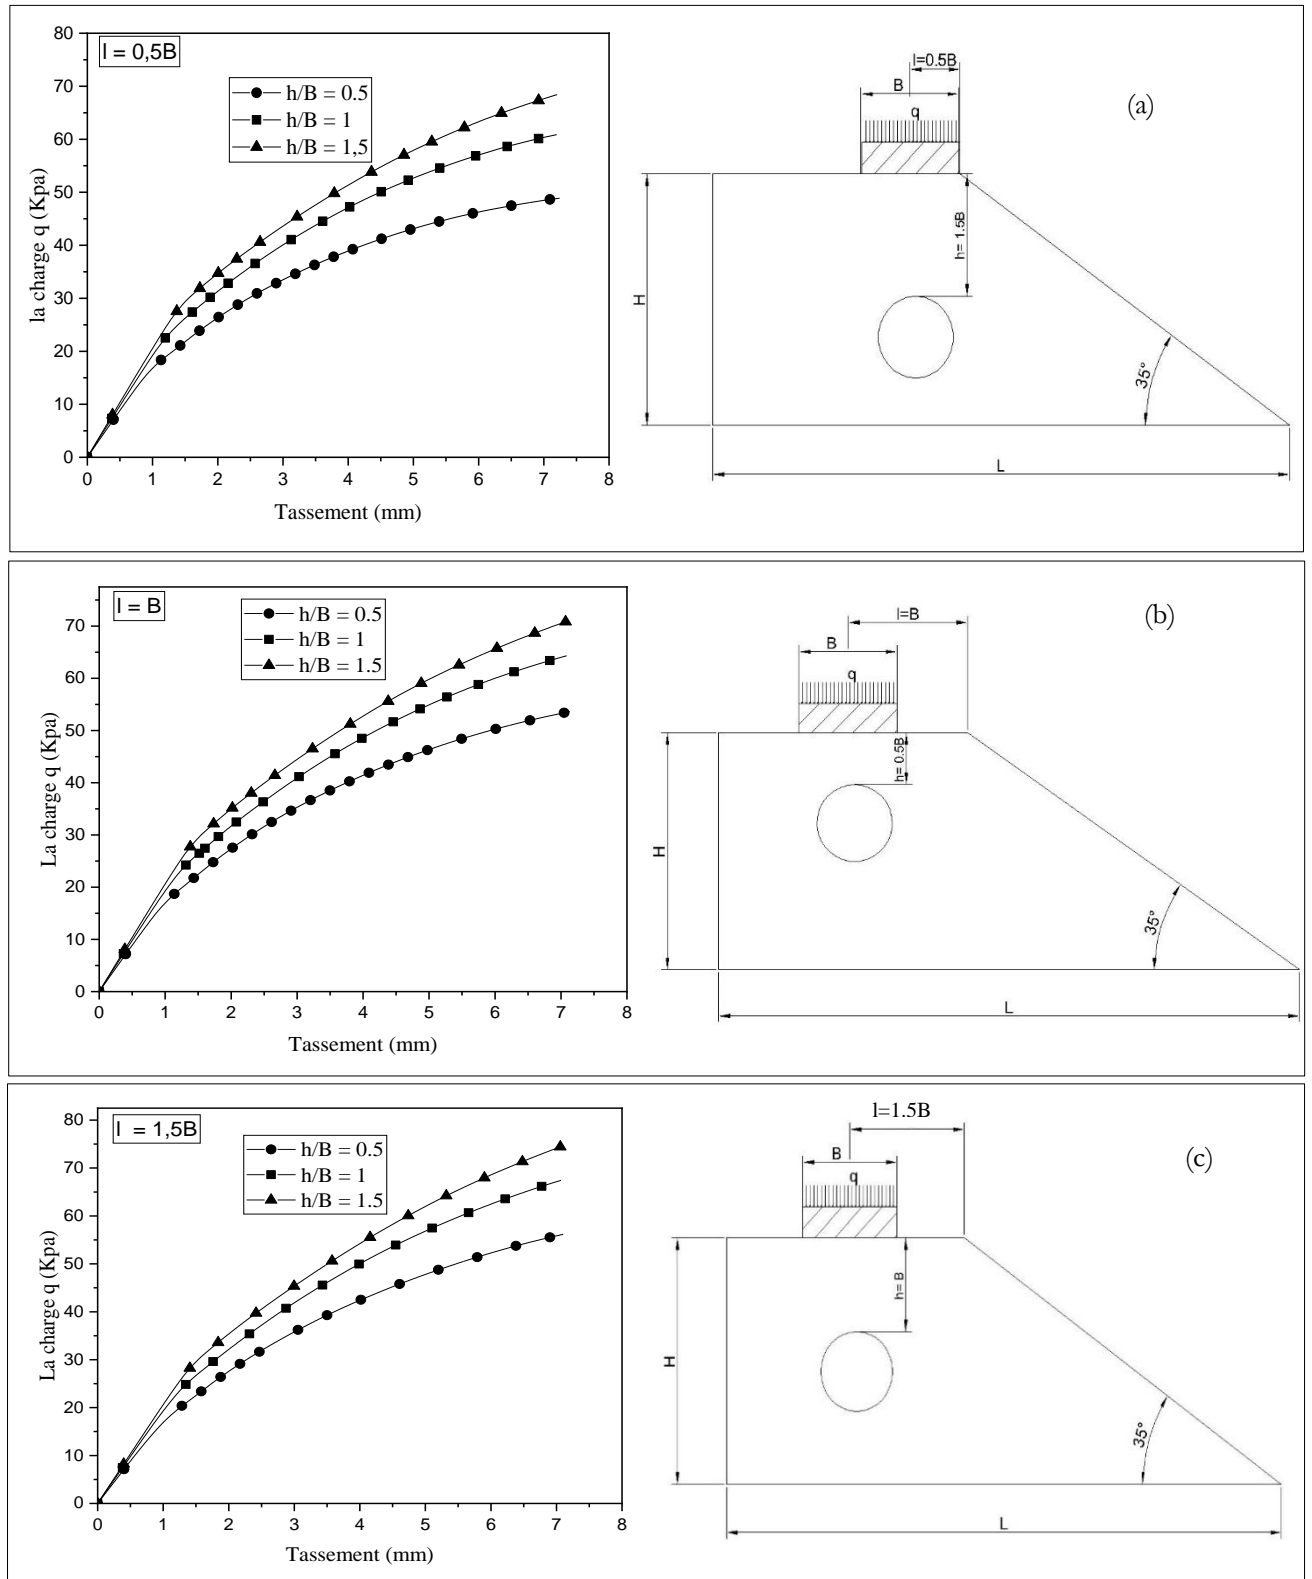 l = 0,5B
h/B = 0.5
h/B = 1
h/B = 1,5
80
70
60
50
40
30
20
10
0
la charge q (Kpa)
0 1 2 3 4 5 6 7 8
Tassement (mm)
l=0.5B
B
q
(a)
h= 1.5B
H
35°
L
l = B
h/B = 0.5
h/B = 1
h/B = 1.5
70
60
50
40
30
20
10
0
La charge q (Kpa)
0 1 2 3 4 5 6 7 8
Tassement (mm)
l=B
B
q
(b)
h= 0.5B
H
35°
L
l = 1,5B
h/B = 0.5
h/B = 1
h/B = 1.5
80
70
60
50
40
30
20
10
0
La charge q (Kpa)
0 1 2 3 4 5 6 7 8
Tassement (mm)
l=1.5B
B
q
(c)
h= B
H
35°
L